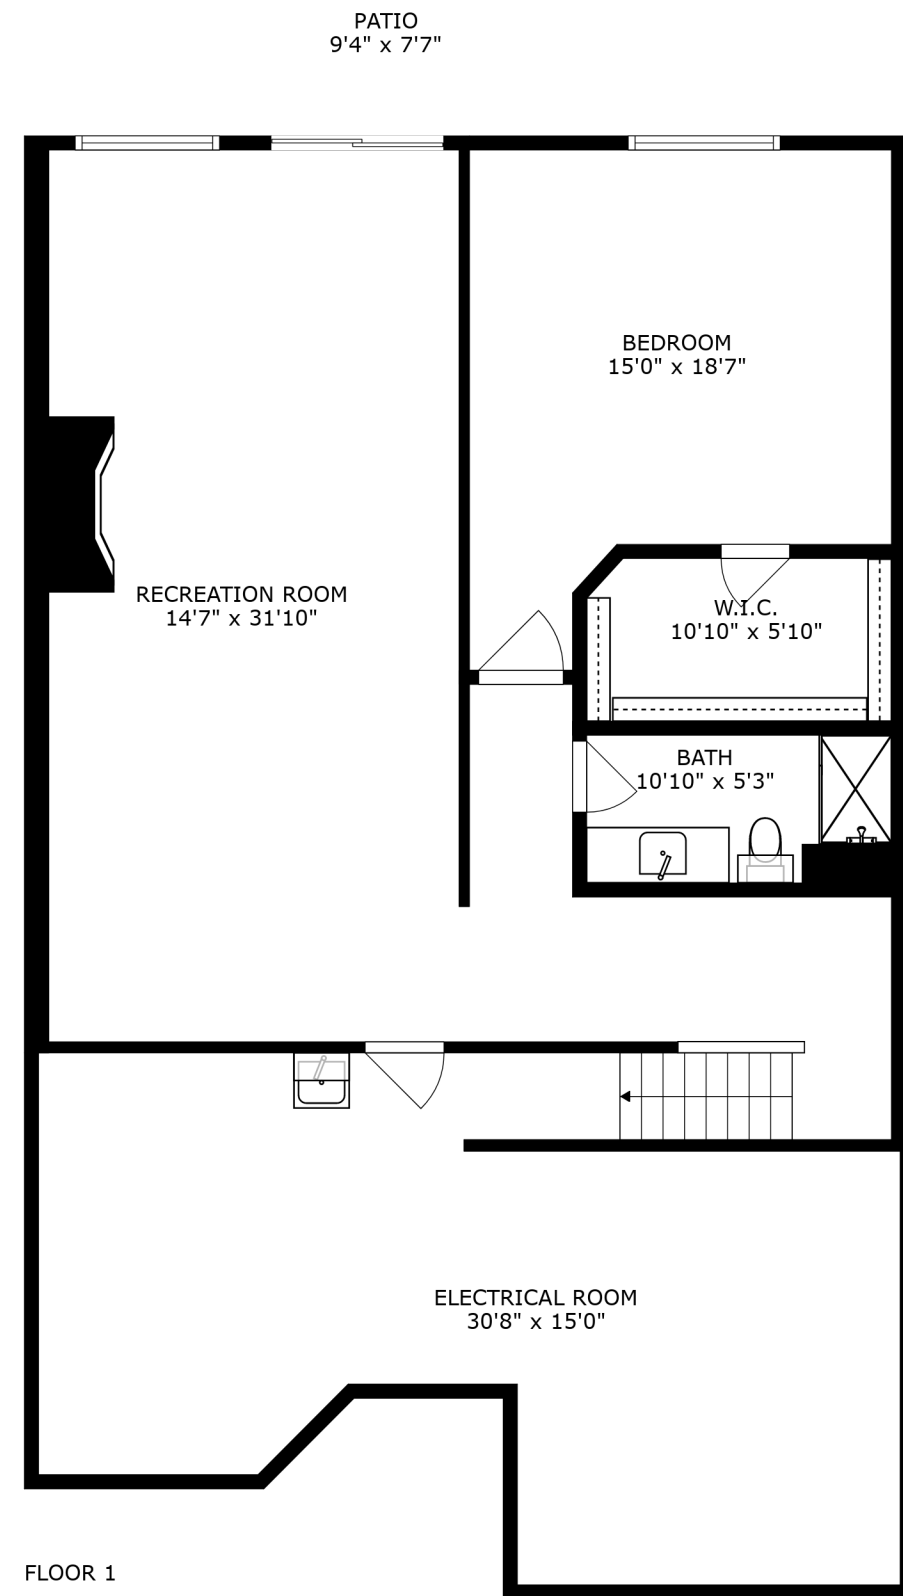 PATIO
9'4" x 7'7"
BEDROOM
15'0" x 18'7"
RECREATION ROOM
14'7" x 31'10"
W.I.C.
10'10" x 5'10"
BATH
10'10" x 5'3"
ELECTRICAL ROOM
30'8" x 15'0"
FLOOR 1